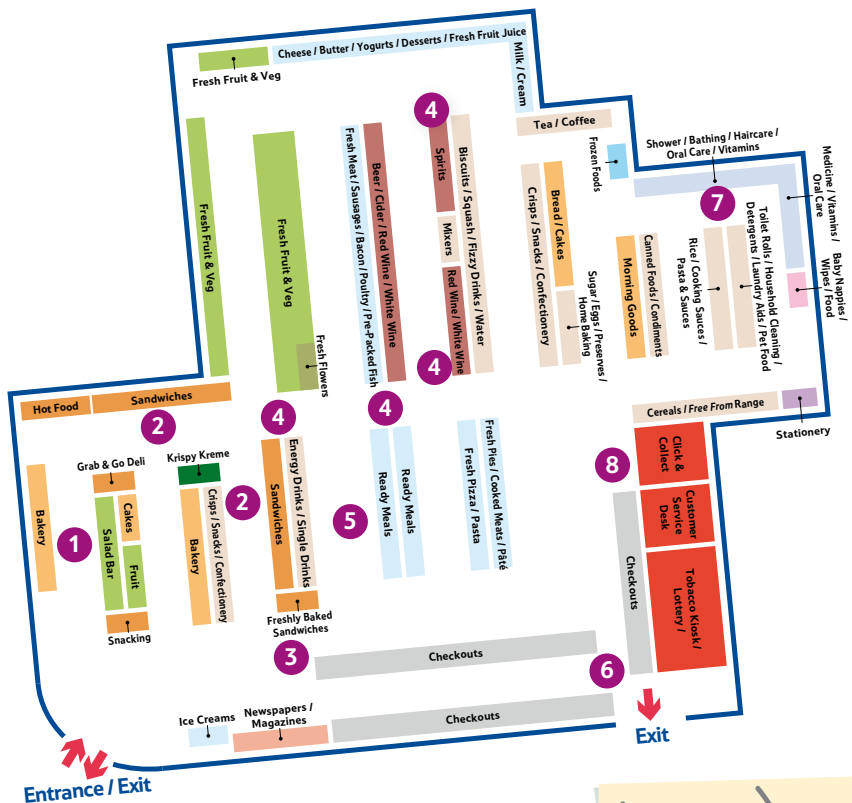 Cheese / Butter / Yogurts / Desserts / Fresh Fruit Juice
Milk / Cream
Fresh Fruit & Veg
Tea / Coffee
4
Frozen Foods
Shower / Bathing / Haircare /
Oral Care / Vitamins
Medicine / Vitamins /
Oral Care
7
Baby Nappies /
Wipes / Food
Fresh Fruit & Veg
Fresh Fruit & Veg
Fresh Flowers
Fresh Meat / Sausages / Bacon / Poultry / Pre-Packed Fish
Beer / Cider / Red Wine / White Wine
Spirits
Mixers
Red Wine / White Wine
Biscuits / Squash / Fizzy Drinks / Water
Crisps / Snacks / Confectionery
Bread / Cakes
Sugar / Eggs / Preserves /
Home Baking
Morning Goods
Canned Foods / Condiments
Rice / Cooking Sauces /
Pasta & Sauces
Toilet Rolls / Household Cleaning /
Detergents / Laundry Aids / Pet Food
4
Hot Food
Sandwiches
2
4
4
Cereals / Free From Range
Stationery
Grab & Go Deli
Krispy Kreme
Bakery
1
Salad Bar
Cakes
Fruit
Snacking
Bakery
Crisps / Snacks / Confectionery
2
Sandwiches
Energy Drinks / Single Drinks
Freshly Baked
Sandwiches
5
Ready Meals
Ready Meals
Fresh Pizza / Pasta
Fresh Pies / Cooked Meats / Pâté
8
Click &
Collect
Customer
Service
Desk
Checkouts
Tobacco Kiosk /
Lottery /
3
Checkouts
6
Ice Creams
Newspapers /
Magazines
Checkouts
Exit
Entrance / Exit